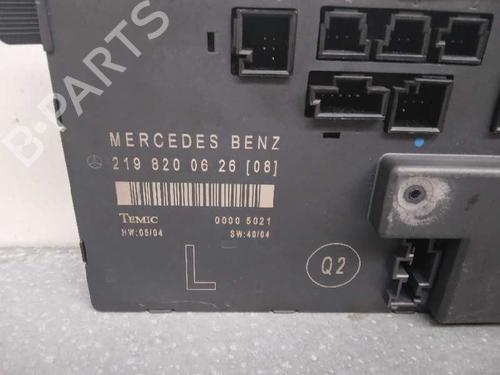 B-PARTS
MERCEDES BENZ
219 820 06 26 [08]
TEMIC 0000 5021
HW:05/04 SW:40/04
L
Q2